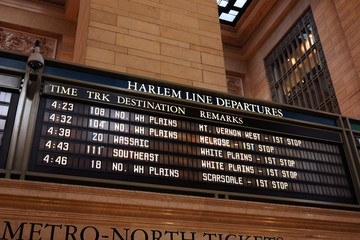 HARLEM LINE DEPARTURES
TIME TRK DESTINATION REMARKS
4:23 108 NO. WH PLAINS MT. VERNON WEST - 1ST STOP
4:32 104 NO. WH PLAINS MELROSE - 1ST STOP
4:38 20 WASSAIC WHITE PLAINS - 1ST STOP
4:43 111 SOUTHEAST WHITE PLAINS - 1ST STOP
4:46 18 NO. WH PLAINS SCARSDALE - 1ST STOP
METRO-NORTH TICKETS